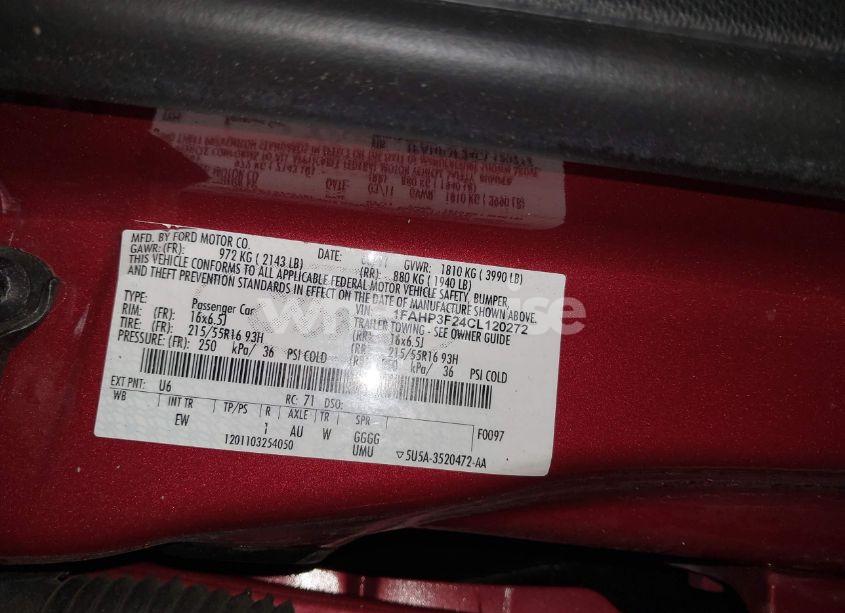 MFD. BY FORD MOTOR CO.
DATE: GVWR: 1810 KG ( 3990 LB)
GAWR: (FR): 972 KG ( 2143 LB) (RR): 880 KG ( 1940 LB)
THIS VEHICLE CONFORMS TO ALL APPLICABLE FEDERAL MOTOR VEHICLE SAFETY, BUMPER,
AND THEFT PREVENTION STANDARDS IN EFFECT ON THE DATE OF MANUFACTURE SHOWN ABOVE.
VIN: 1FAHP3F24CL120272
TYPE: Passenger Car TRAILER TOWING - SEE OWNER GUIDE
RIM: (FR): 16x6.5J (RR): 16x6.5J
TIRE: (FR): 215/55R16 93H (RR): 215/55R16 93H
PRESSURE: (FR): 250 kPa/ 36 PSI COLD kPa/ 36 PSI COLD
EXT PNT: U6 RC: 71 DSO:
WB INT TR TP/PS R AXLE TR SPR F0097
EW 1 AU W GGGG
1201103254050 UMU ▽5U5A-3520472-AA